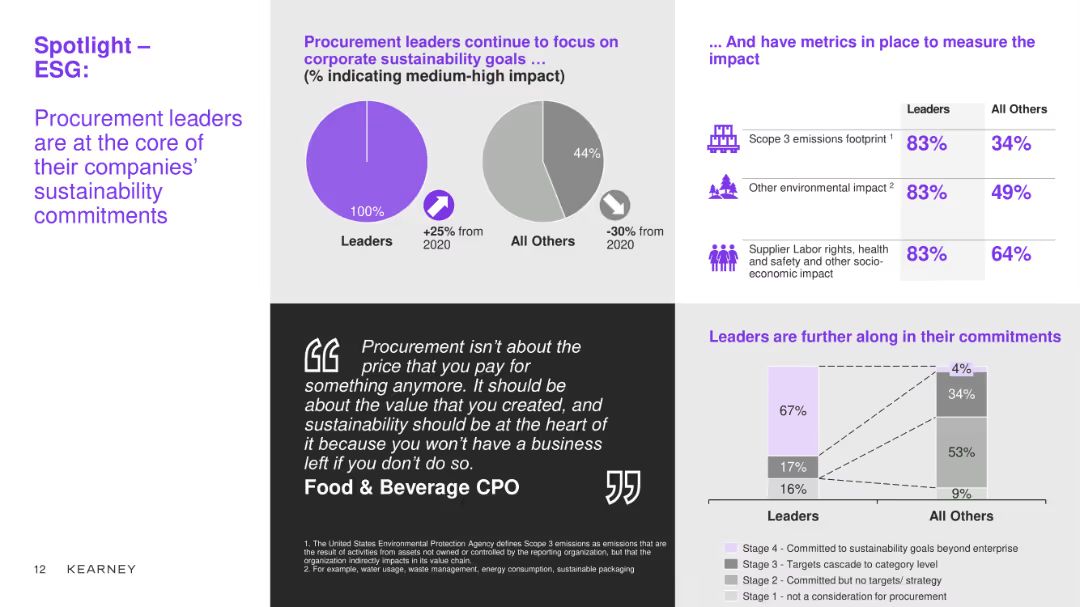 Spotlight –
ESG:
Procurement leaders
are at the core of
their companies’
sustainability
commitments
Procurement leaders continue to focus on
corporate sustainability goals …
(% indicating medium-high impact)
100%
Leaders
+25% from
2020
44%
All Others
-30% from
2020
... And have metrics in place to measure the
impact
Leaders All Others
Scope 3 emissions footprint 1 83% 34%
Other environmental impact 2 83% 49%
Supplier Labor rights, health
and safety and other socio-
economic impact
83% 64%
Procurement isn’t about the
price that you pay for
something anymore. It should be
about the value that you created, and
sustainability should be at the heart of
it because you won’t have a business
left if you don’t do so.
Food & Beverage CPO
1. The United States Environmental Protection Agency defines Scope 3 emissions as emissions that are
the result of activities from assets not owned or controlled by the reporting organization, but that the
organization indirectly impacts in its value chain.
2. For example, water usage, waste management, energy consumption, sustainable packaging
Leaders are further along in their commitments
67%
17%
16%
4%
34%
53%
9%
Leaders All Others
Stage 4 - Committed to sustainability goals beyond enterprise
Stage 3 - Targets cascade to category level
Stage 2 - Committed but no targets/ strategy
Stage 1 - not a consideration for procurement
12 KEARNEY